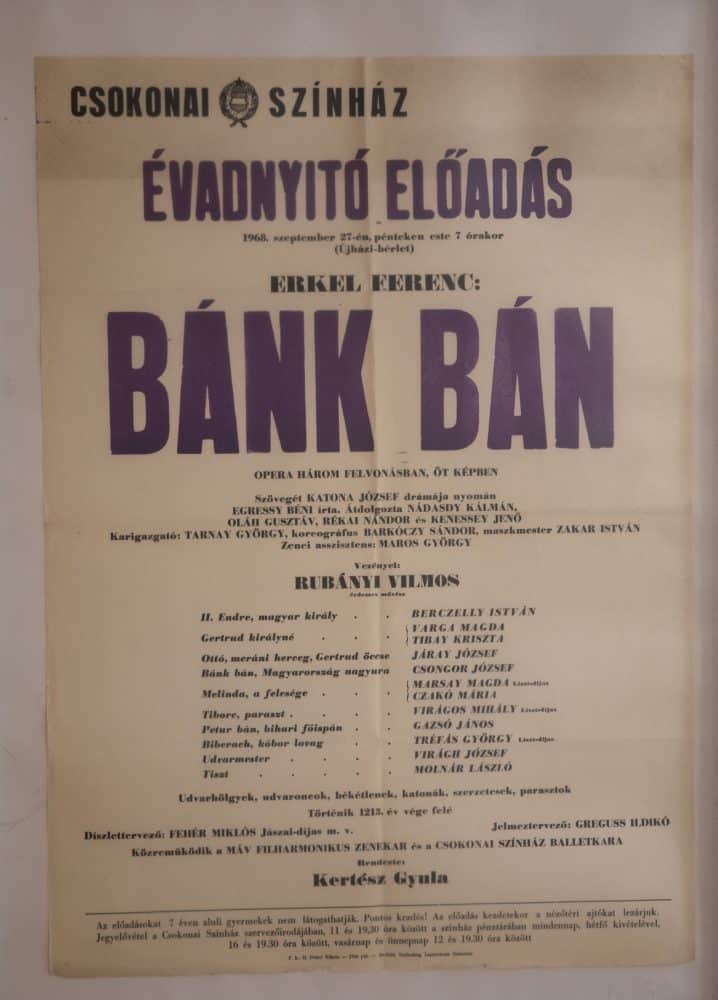 CSOKONAI SZÍNHÁZ
ÉVADNYITÓ ELŐADÁS
1968. szeptember 27-én, pénteken este 7 órakor
(Újházi-bérlet)
ERKEL FERENC:
BÁNK BÁN
OPERA HÁROM FELVONÁSBAN, ÖT KÉPBEN
Szövegét KATONA JÓZSEF drámája nyomán
EGRESSY BÉNI írta. Átdolgozta NÁDASDY KÁLMÁN,
OLÁH GUSZTÁV, RÉKAI NÁNDOR és KENESSEY JENŐ
Karigazgató: TARNAY GYÖRGY, koreográfus BARKÓCZY SÁNDOR, maszkmester ZAKAR ISTVÁN
Zenei asszisztens: MAROS GYÖRGY
Vezényel:
RUBÁNYI VILMOS
érdemes művész
II. Endre, magyar király . . BERCZELLY ISTVÁN
Gertrud királyné . . . VARGA MAGDA
TIBAY KRISZTA
Ottó, meráni herceg, Gertrud öccse JÁRAY JÓZSEF
Bánk bán, Magyarország nagyura CSONGOR JÓZSEF
Melinda, a felesége . . . MARSAY MAGDA Liszt-díjas
CZAKÓ MÁRIA
Tiborc, paraszt . . . . VIRÁGOS MIHÁLY Liszt-díjas
Petur bán, bihari főispán . . GAZSÓ JÁNOS
Biberach, kóbor lovag . . TRÉFÁS GYÖRGY Liszt-díjas
Udvarmester . . . . VIRÁGH JÓZSEF
Tiszt . . . . . MOLNÁR LÁSZLÓ
Udvarhölgyek, udvaroncok, békétlenek, katonák, szerzetesek, parasztok
Történik 1213. év vége felé
Díszlettervező: FEHÉR MIKLÓS Jászai-díjas m. v. Jelmeztervező: GREGUSS ILDIKÓ
Közreműködik a MÁV FILHARMONIKUS ZENEKAR és a CSOKONAI SZÍNHÁZ BALLETKARA
Rendezte:
Kertész Gyula
Az előadásokat 7 éven aluli gyermekek nem látogathatják. Pontos kezdés! Az előadás kezdetekor a nézőtéri ajtókat lezárjuk.
Jegyelővétel a Csokonai Színház szervezőirodájában, 11 és 19,30 óra között a színház pénztárában mindennap, hétfő kivételével,
16 és 19.30 óra között, vasárnap és ünnepnap 12 és 19.30 óra között